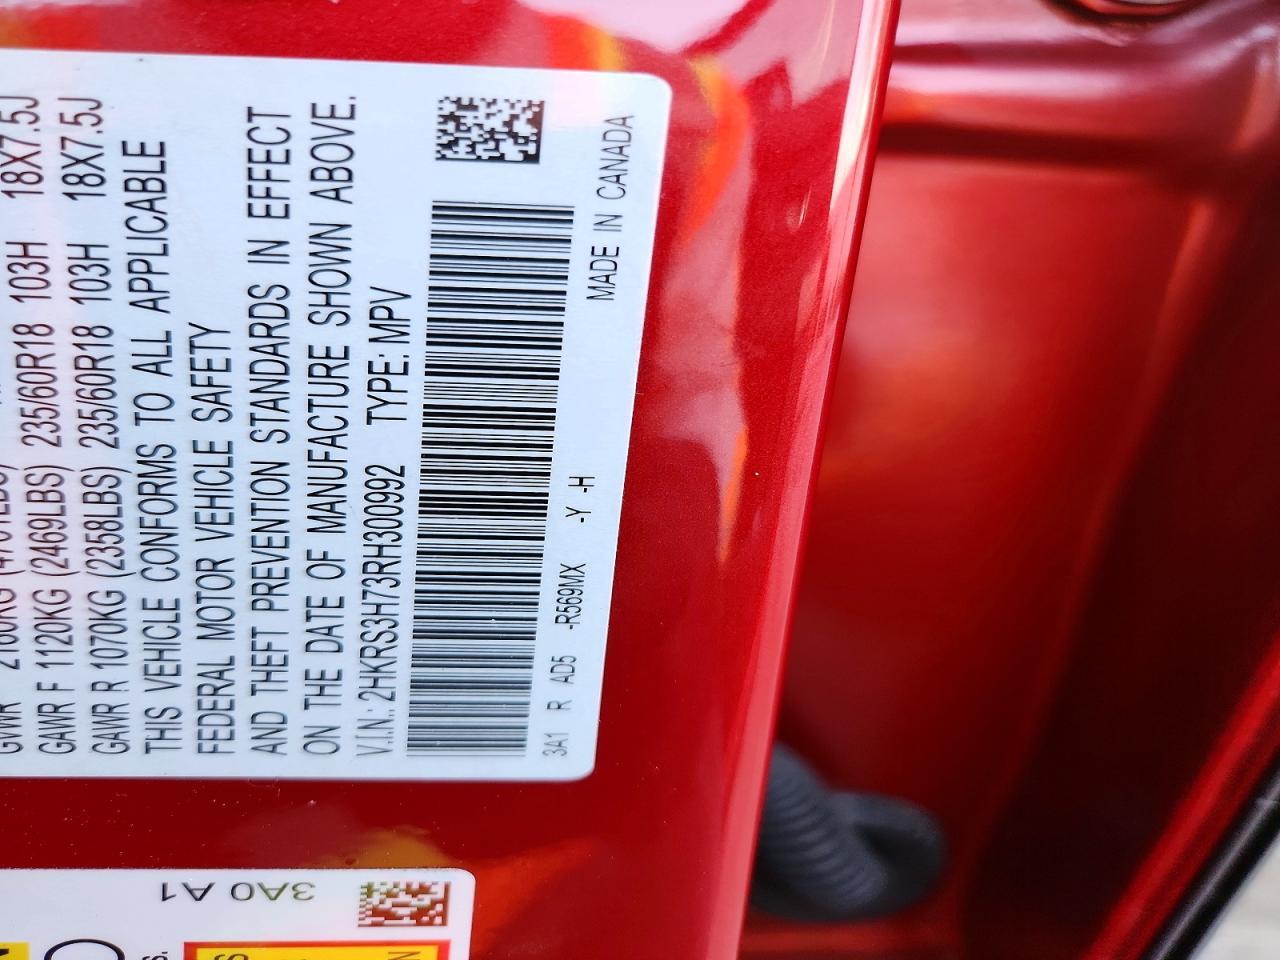 GAWR F 1120KG (2469LBS) 235/60R18 103H 18X7.5J
GAWR R 1070KG (2358LBS) 235/60R18 103H 18X7.5J
THIS VEHICLE CONFORMS TO ALL APPLICABLE
FEDERAL MOTOR VEHICLE SAFETY
AND THEFT PREVENTION STANDARDS IN EFFECT
ON THE DATE OF MANUFACTURE SHOWN ABOVE.
V.I.N.: 2HKRS3H73RH300992 TYPE: MPV
3A1 R AD5 -R569MX -Y -H MADE IN CANADA
3A0 A1